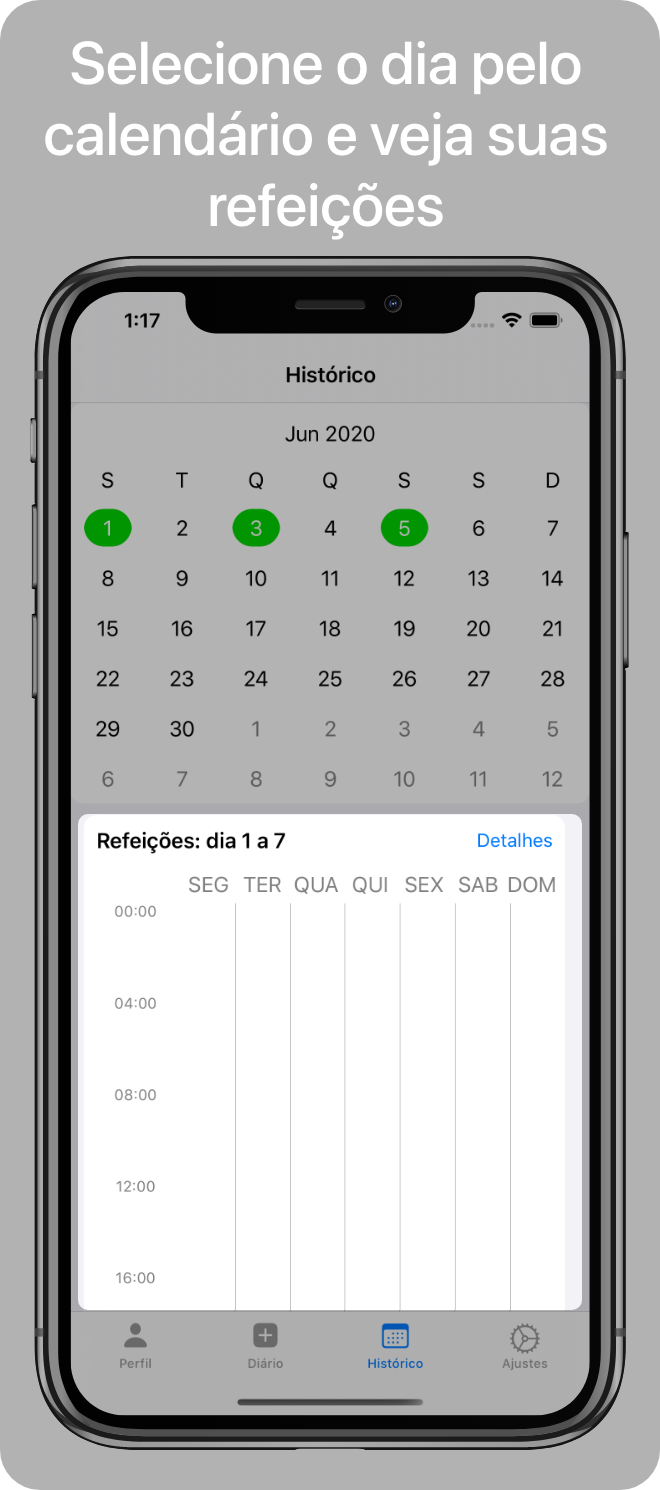 Selecione o dia pelo
calendário e veja suas
refeições
1:17
Histórico
Jun 2020
S T Q Q S S D
1 2 3 4 5 6 7
8 9 10 11 12 13 14
15 16 17 18 19 20 21
22 23 24 25 26 27 28
29 30 1 2 3 4 5
6 7 8 9 10 11 12
Refeições: dia 1 a 7 Detalhes
SEG TER QUA QUI SEX SAB DOM
00:00
04:00
08:00
12:00
16:00
Perfil Diário Histórico Ajustes